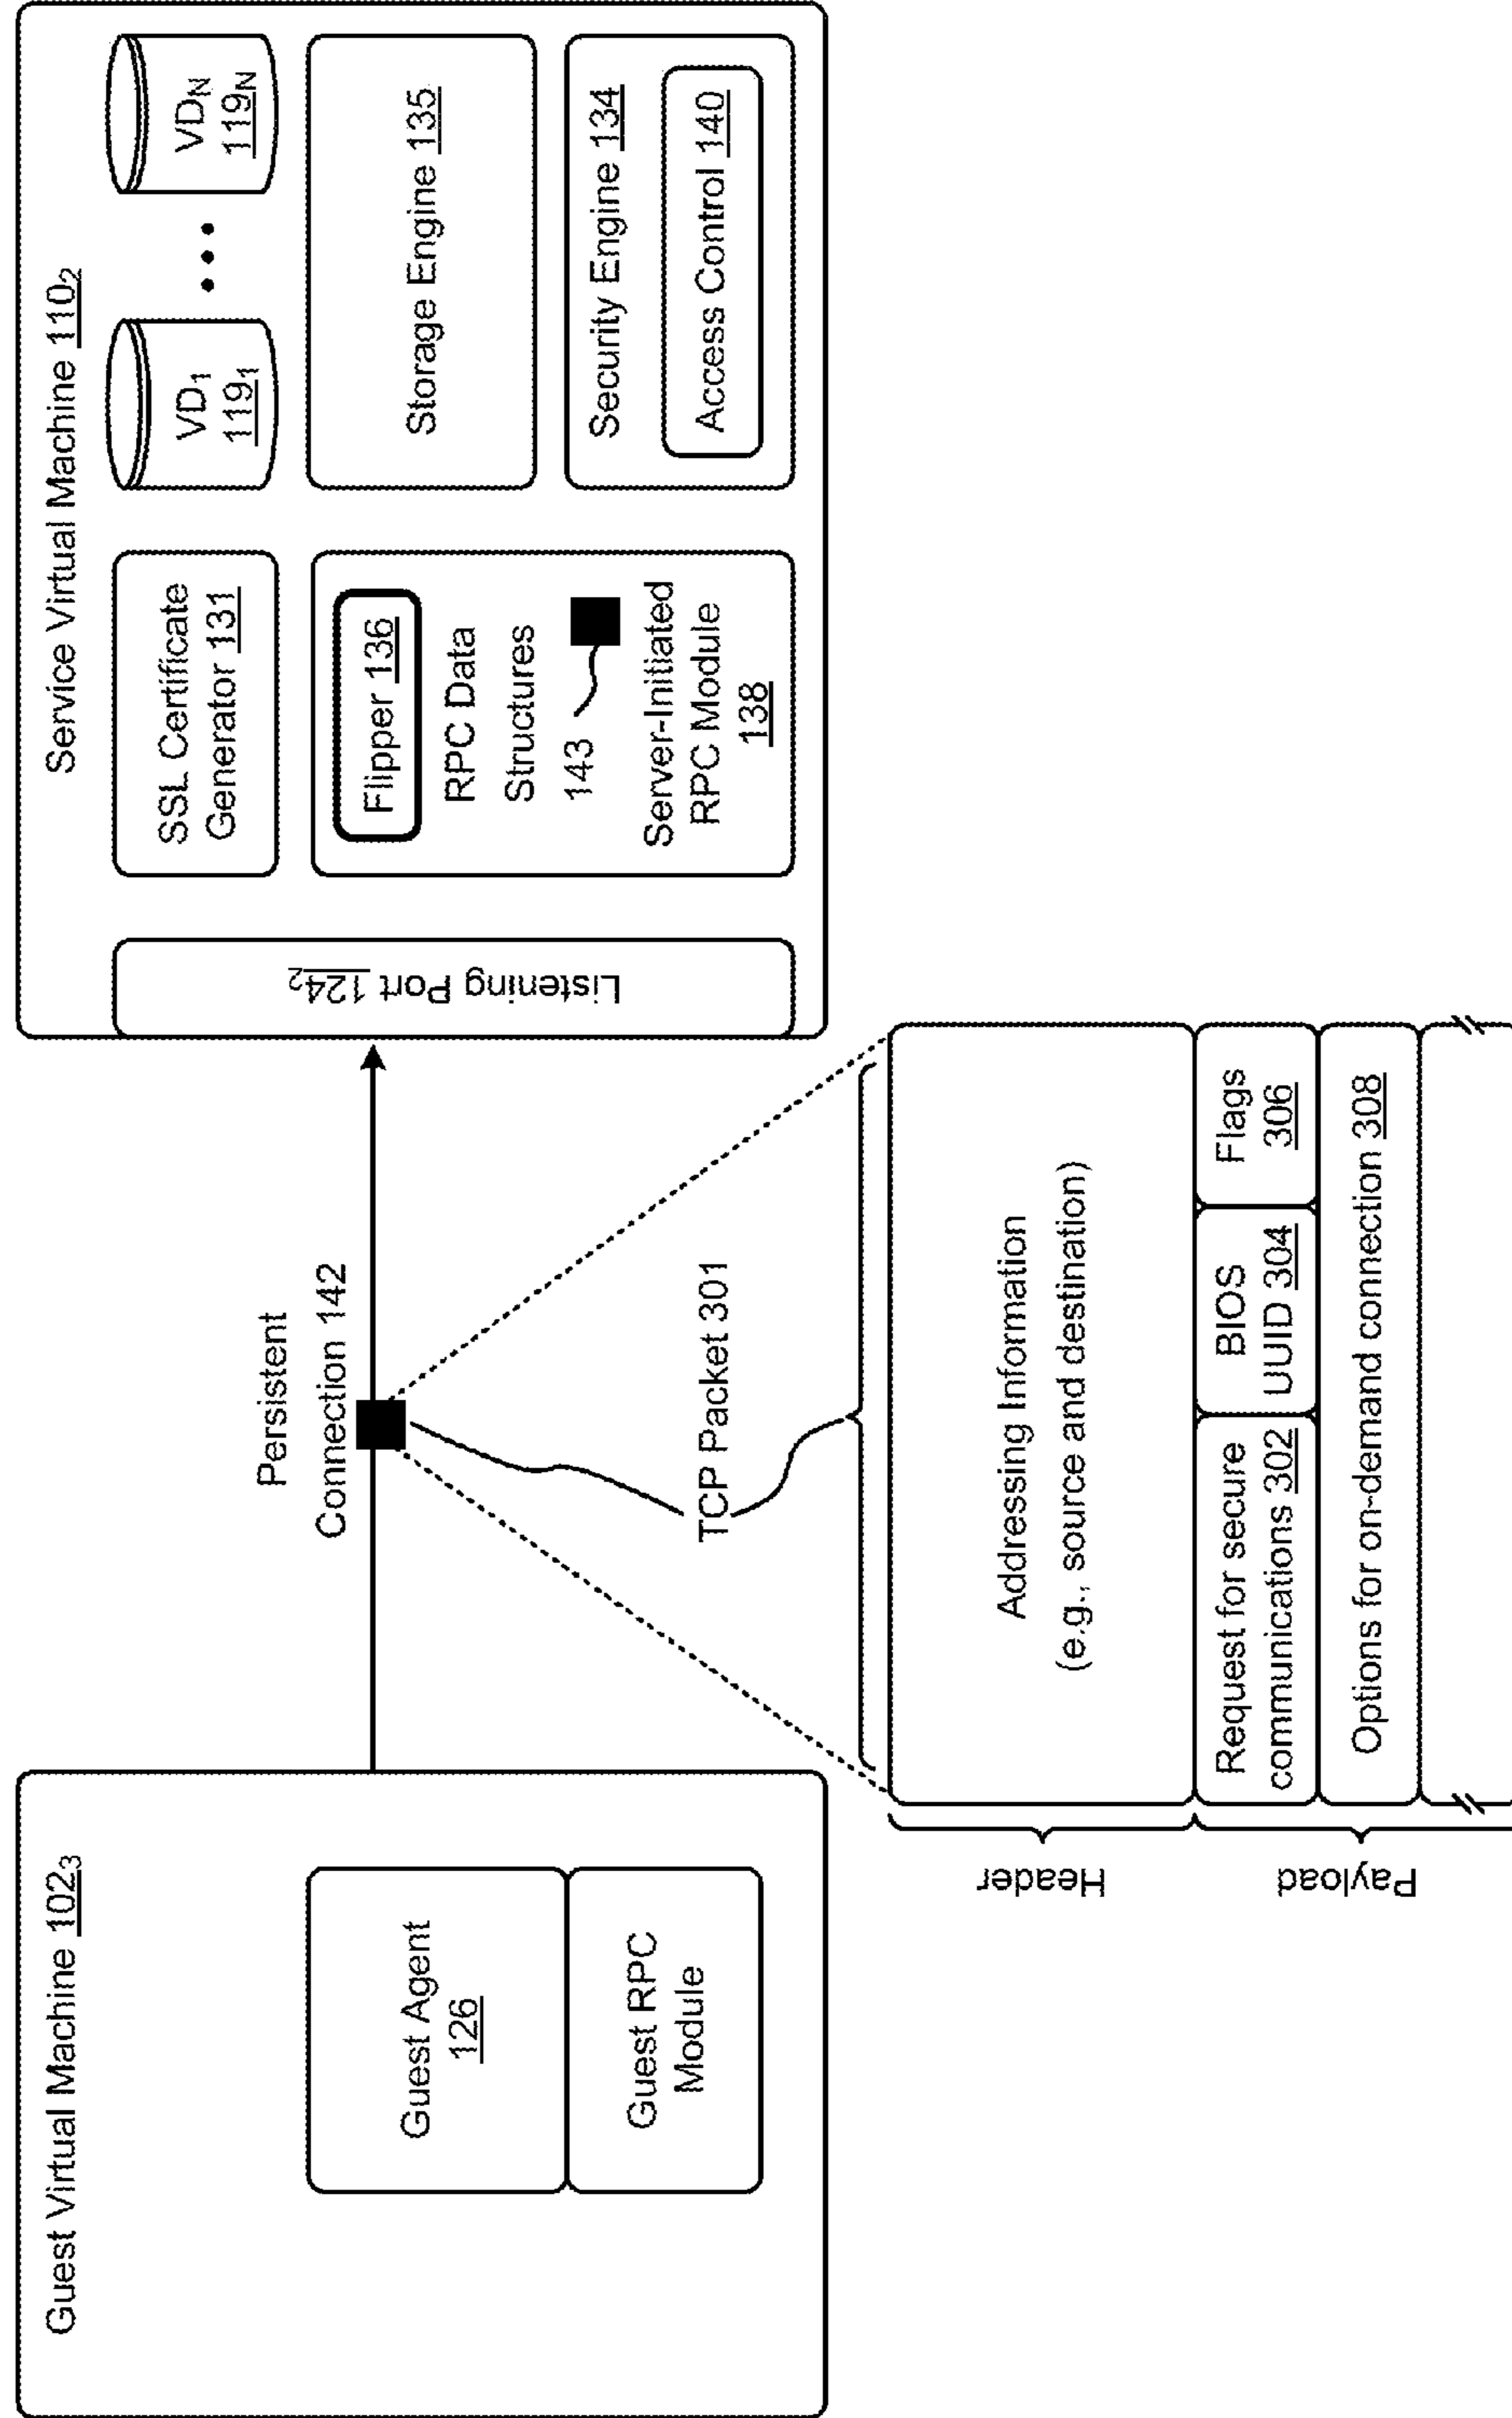 Guest Virtual Machine 102₃
Guest Agent
126
Guest RPC
Module
Persistent
Connection 142
TCP Packet 301
Service Virtual Machine 110₂
Listening Port 124₂
SSL Certificate
Generator 131
Flipper 136
RPC Data
Structures
143
Server-Initiated
RPC Module
138
VD₁
119₁
VD_N
119_N
Storage Engine 135
Security Engine 134
Access Control 140
Header
Addressing Information
(e.g., source and destination)
Payload
Request for secure
communications 302
BIOS
UUID 304
Flags
306
Options for on-demand connection 308